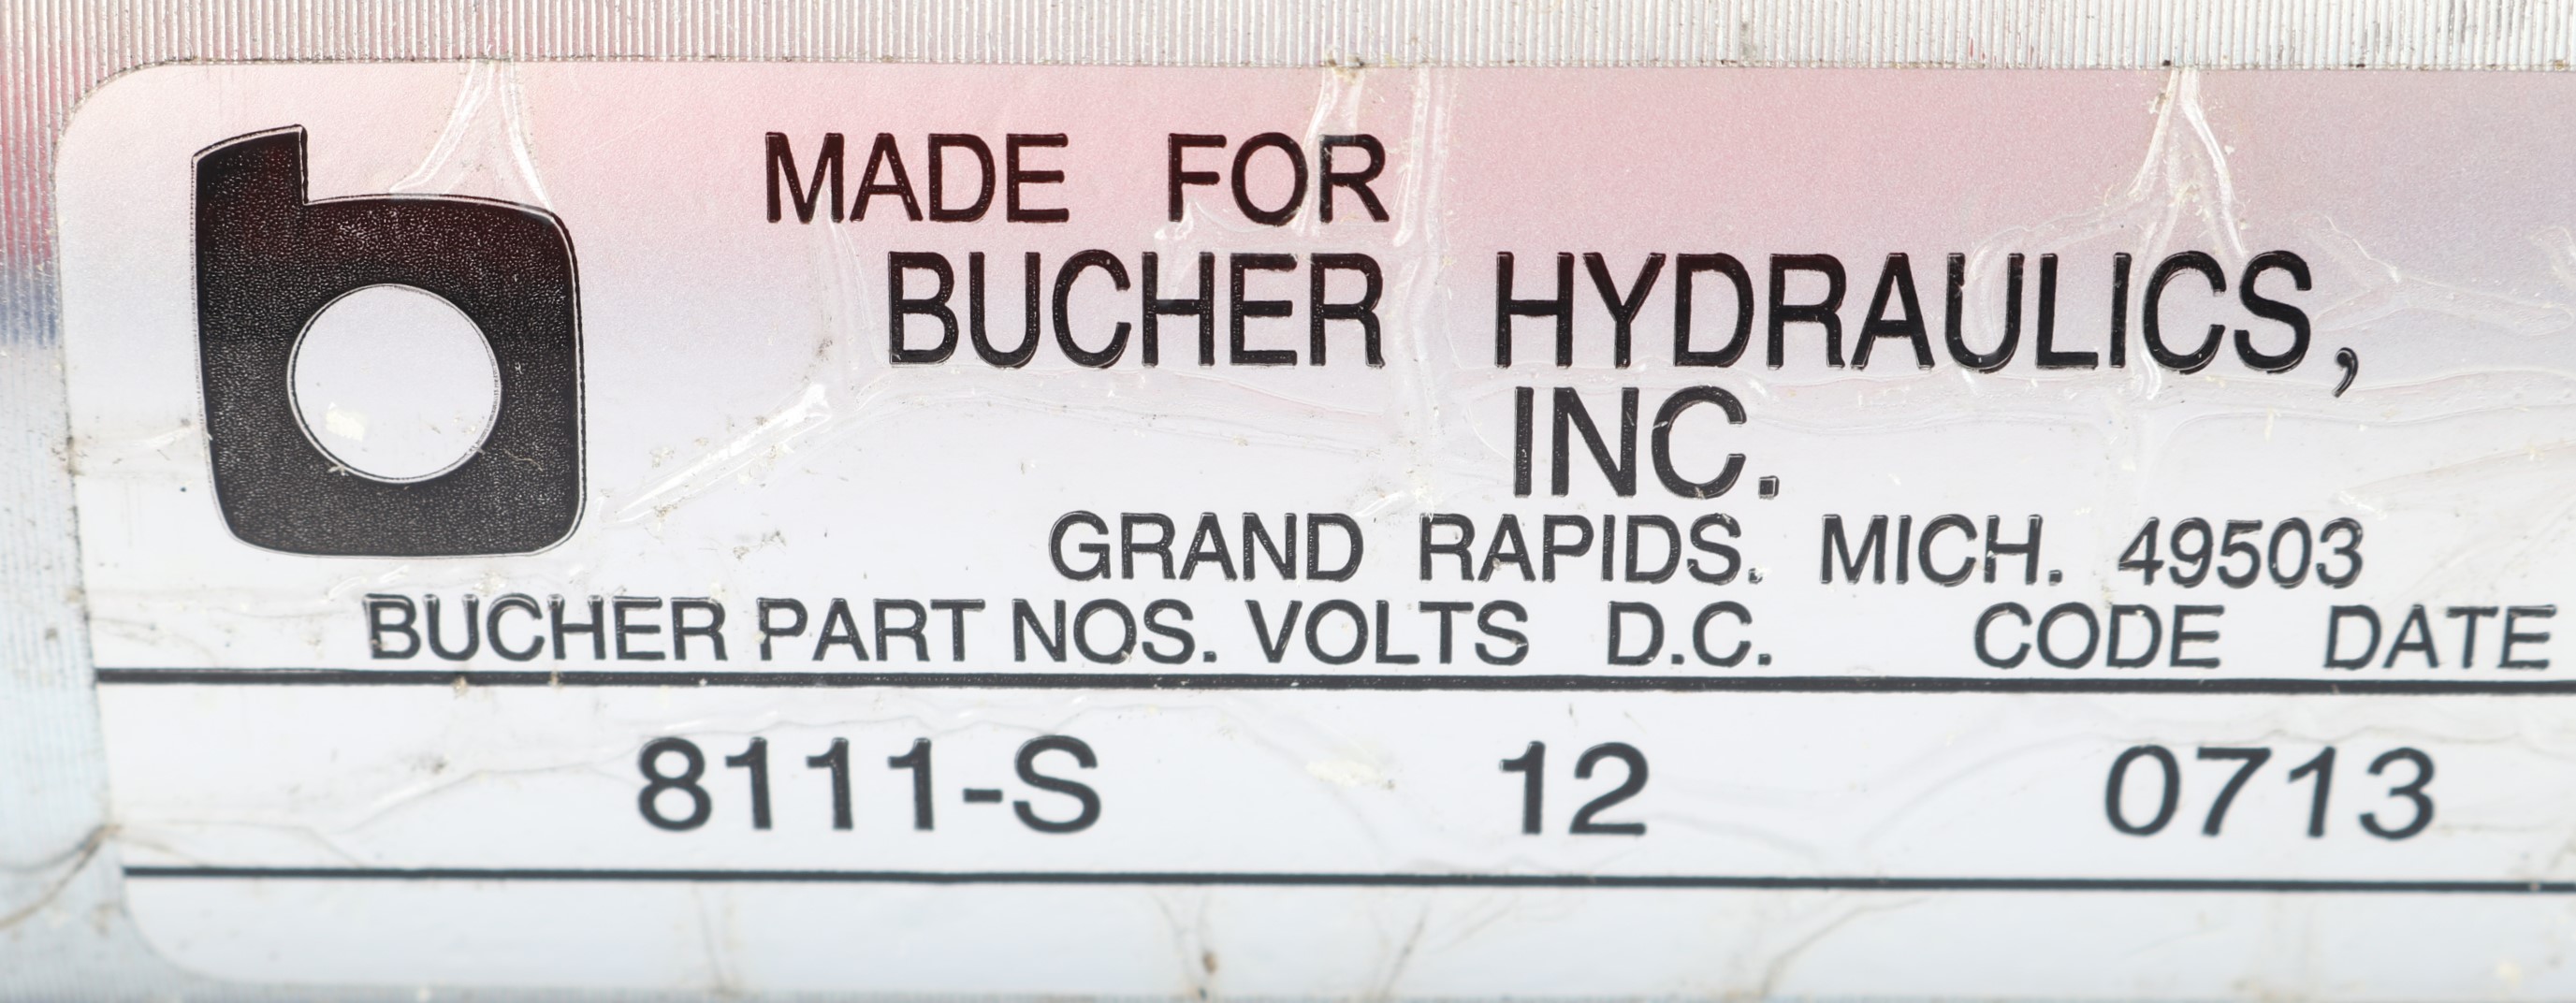 MADE FOR
BUCHER HYDRAULICS,
INC.
GRAND RAPIDS. MICH. 49503
BUCHER PART NOS. VOLTS D.C. CODE DATE
8111-S 12 0713